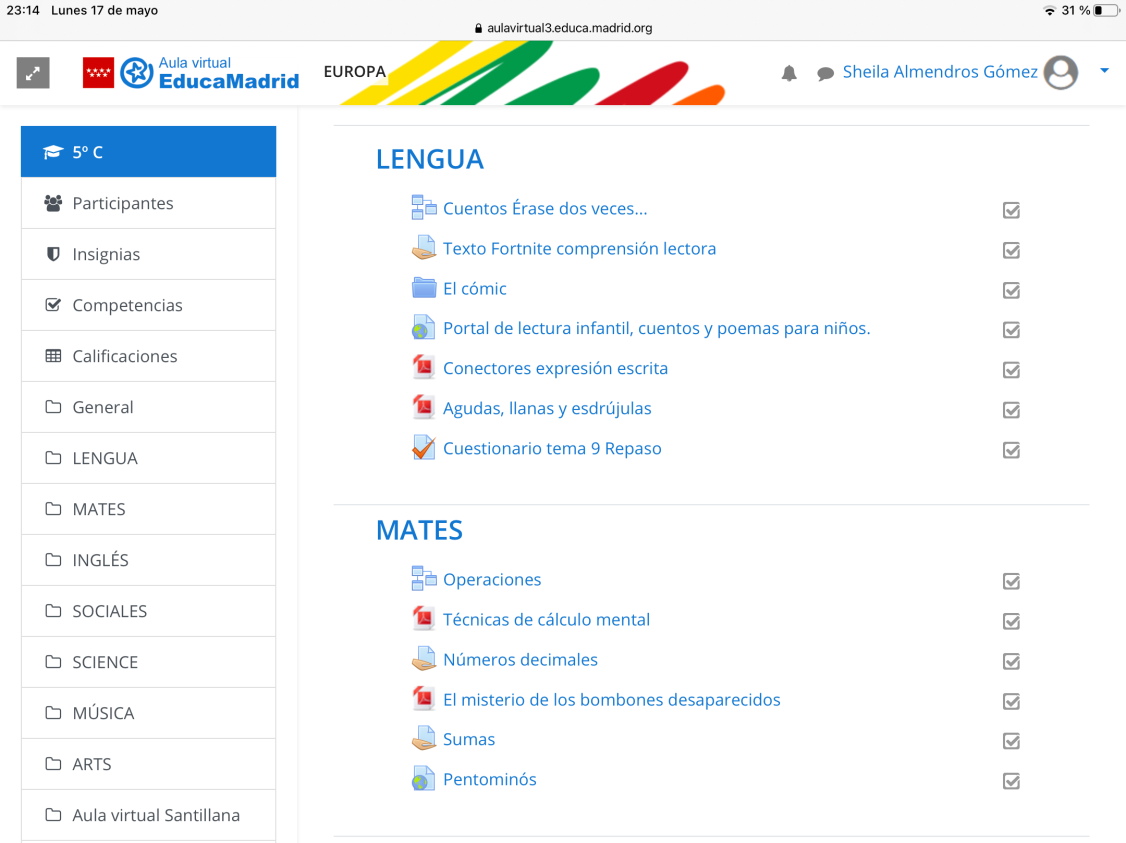 23:14 Lunes 17 de mayo 31 %
aulavirtual3.educa.madrid.org
Aula virtual
EducaMadrid
EUROPA
Sheila Almendros Gómez
5º C
Participantes
Insignias
Competencias
Calificaciones
General
LENGUA
MATES
INGLÉS
SOCIALES
SCIENCE
MÚSICA
ARTS
Aula virtual Santillana
LENGUA
Cuentos Érase dos veces...
Texto Fortnite comprensión lectora
El cómic
Portal de lectura infantil, cuentos y poemas para niños.
Conectores expresión escrita
Agudas, llanas y esdrújulas
Cuestionario tema 9 Repaso
MATES
Operaciones
Técnicas de cálculo mental
Números decimales
El misterio de los bombones desaparecidos
Sumas
Pentominós